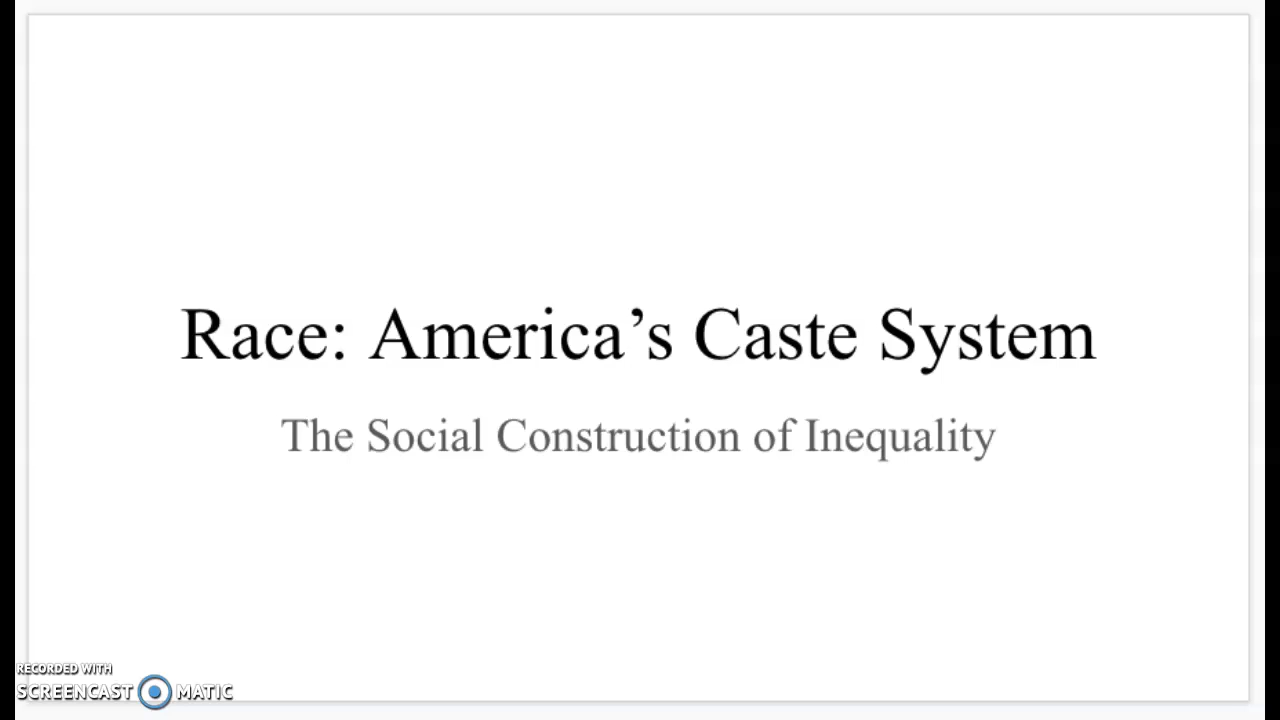 Race: America’s Caste System
The Social Construction of Inequality
RECORDED WITH
SCREENCAST MATIC